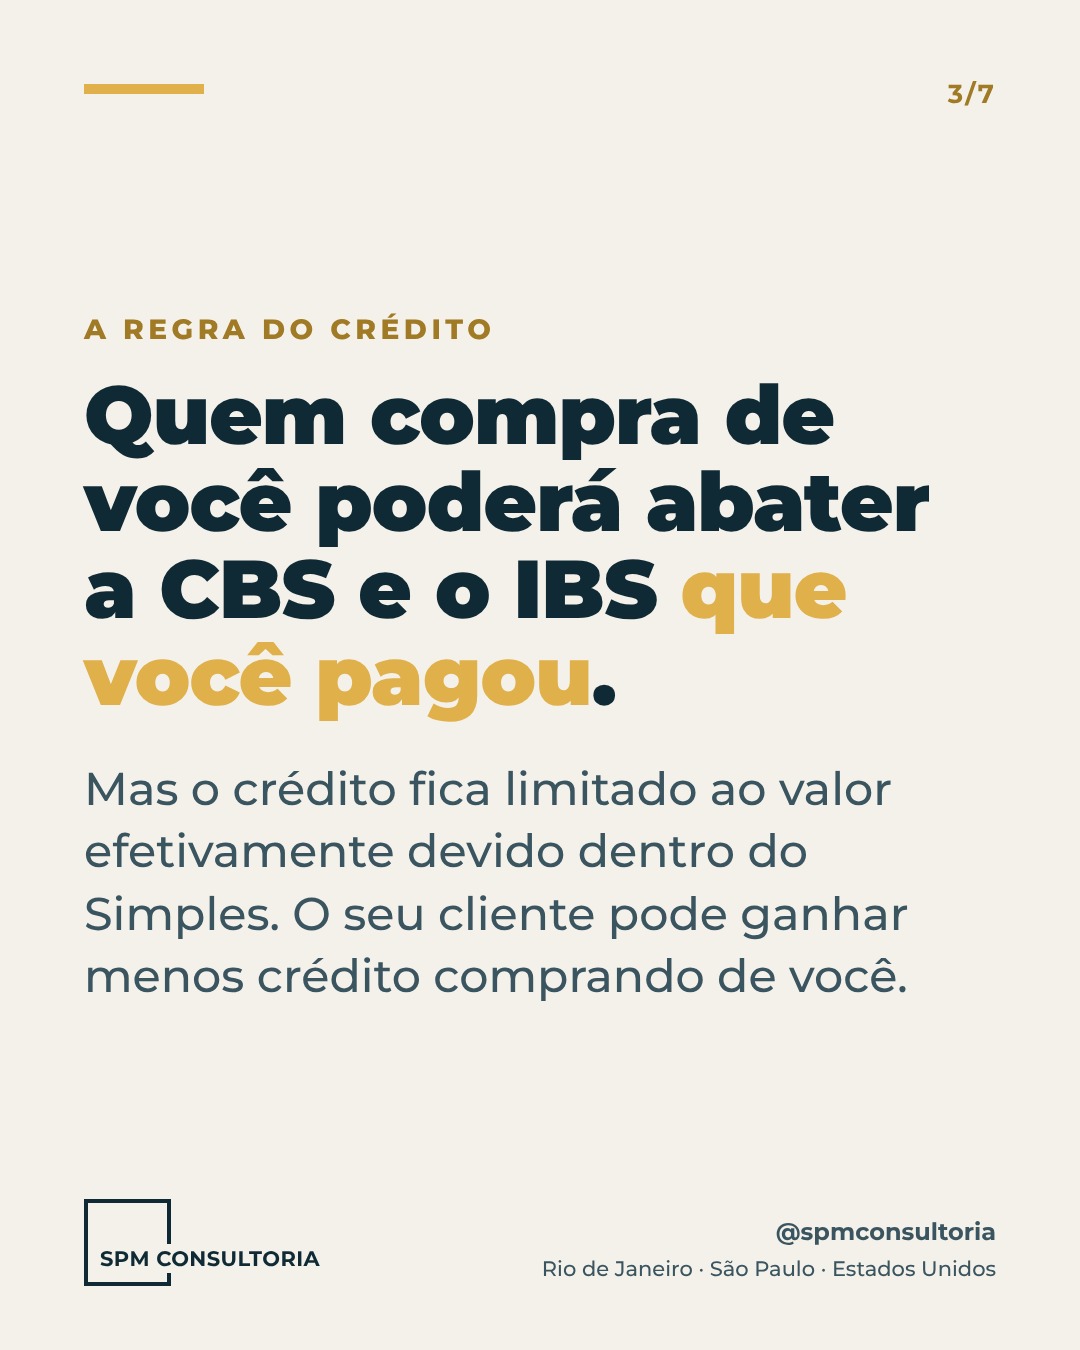 3/7
A REGRA DO CRÉDITO
Quem compra de
você poderá abater
a CBS e o IBS que
você pagou.
Mas o crédito fica limitado ao valor
efetivamente devido dentro do
Simples. O seu cliente pode ganhar
menos crédito comprando de você.
SPM CONSULTORIA
@spmconsultoria
Rio de Janeiro · São Paulo · Estados Unidos